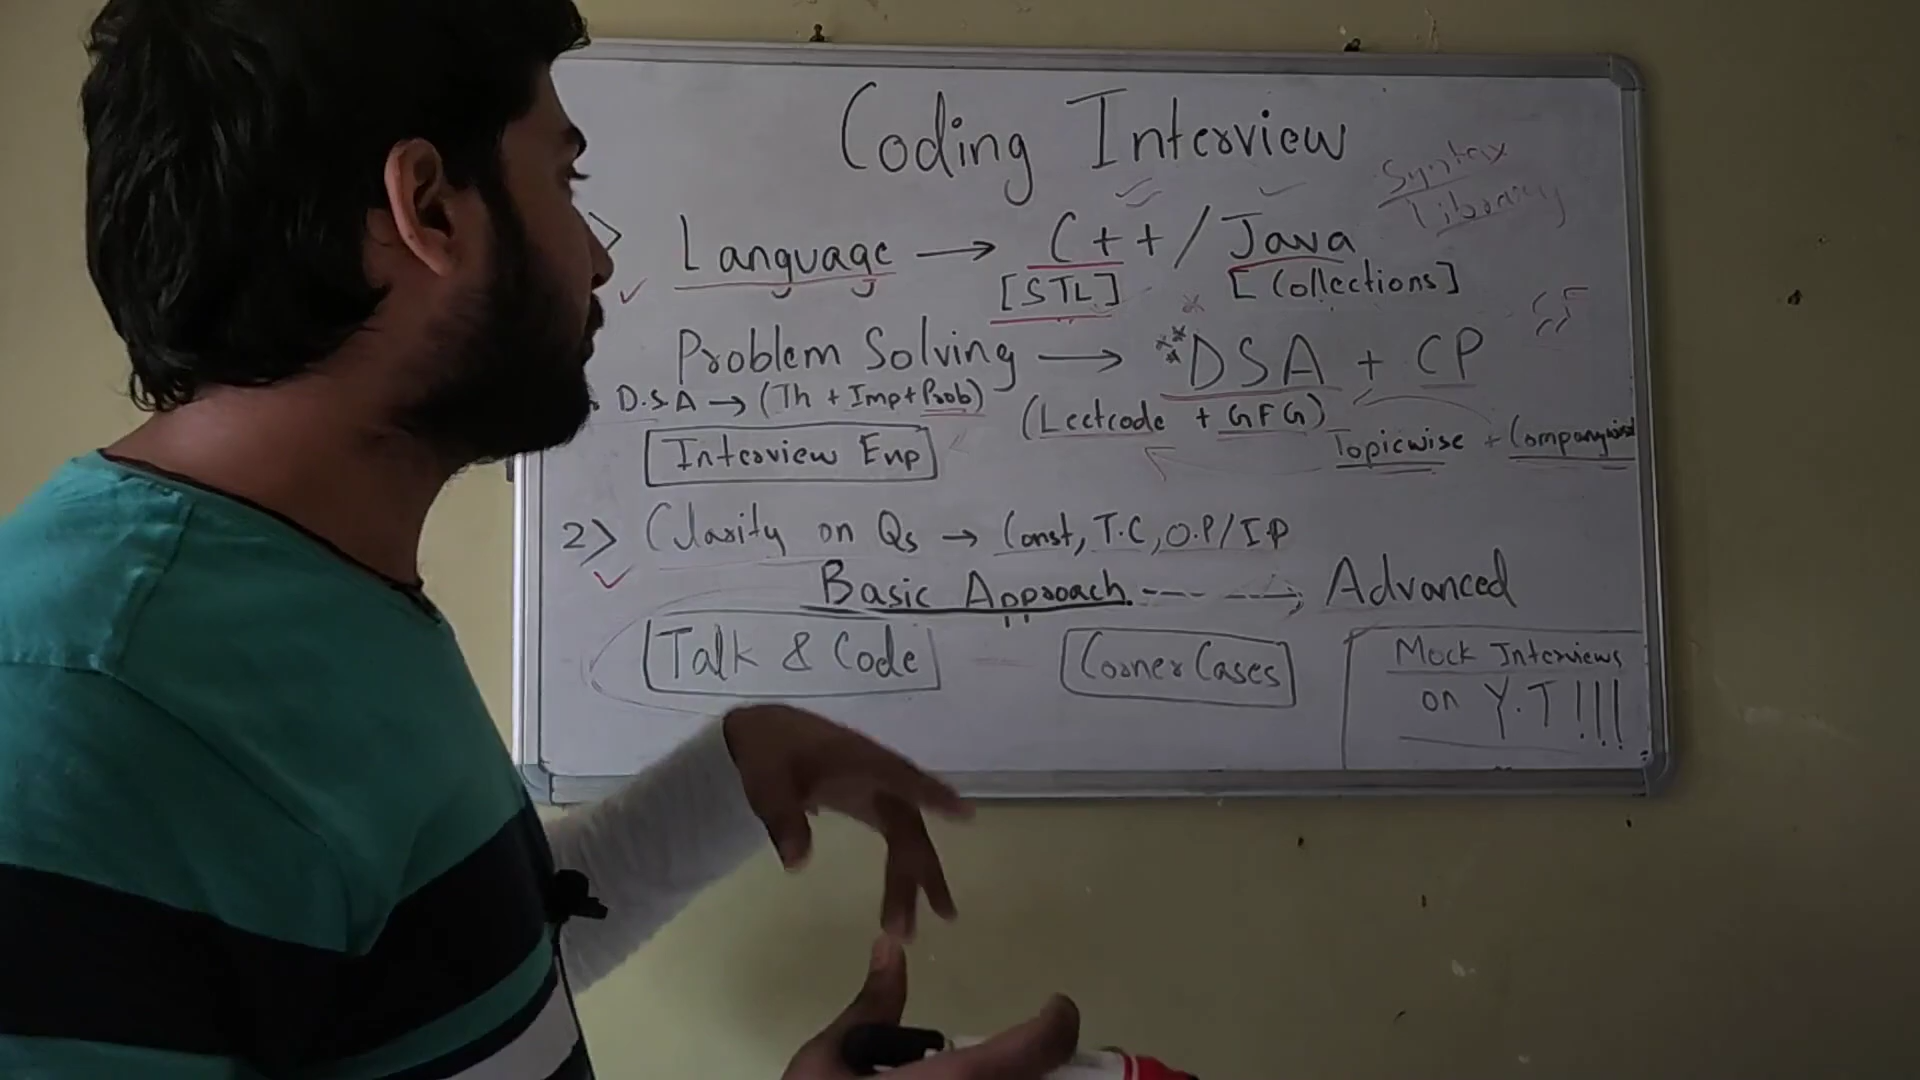 Coding Interview
Syntax
Library
> Language → C++ / Java
[STL] [Collections]
Problem Solving → **DSA + CP
D.S.A → (Th + Imp + Prob) (Leetcode + GFG)
Topicwise + Companywise
Interview Exp
2> Clarity on Qs → Const, T.C, O.P/I.P
Basic Approach ---→ Advanced
Talk & Code Corner Cases
Mock Interviews
on Y.T!!!